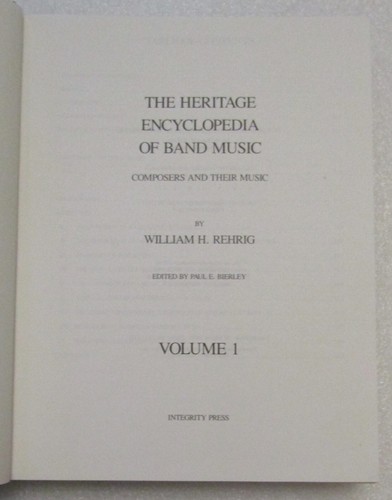 THE HERITAGE
ENCYCLOPEDIA
OF BAND MUSIC
COMPOSERS AND THEIR MUSIC
BY
WILLIAM H. REHRIG
EDITED BY PAUL E. BIERLEY
VOLUME 1
INTEGRITY PRESS